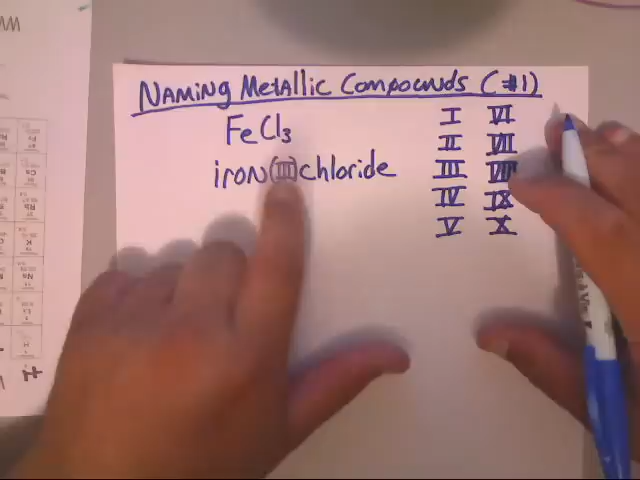 Naming Metallic Compounds (#1)
FeCl3
iron(III)chloride
I VI
II VII
III VIII
IV IX
V X